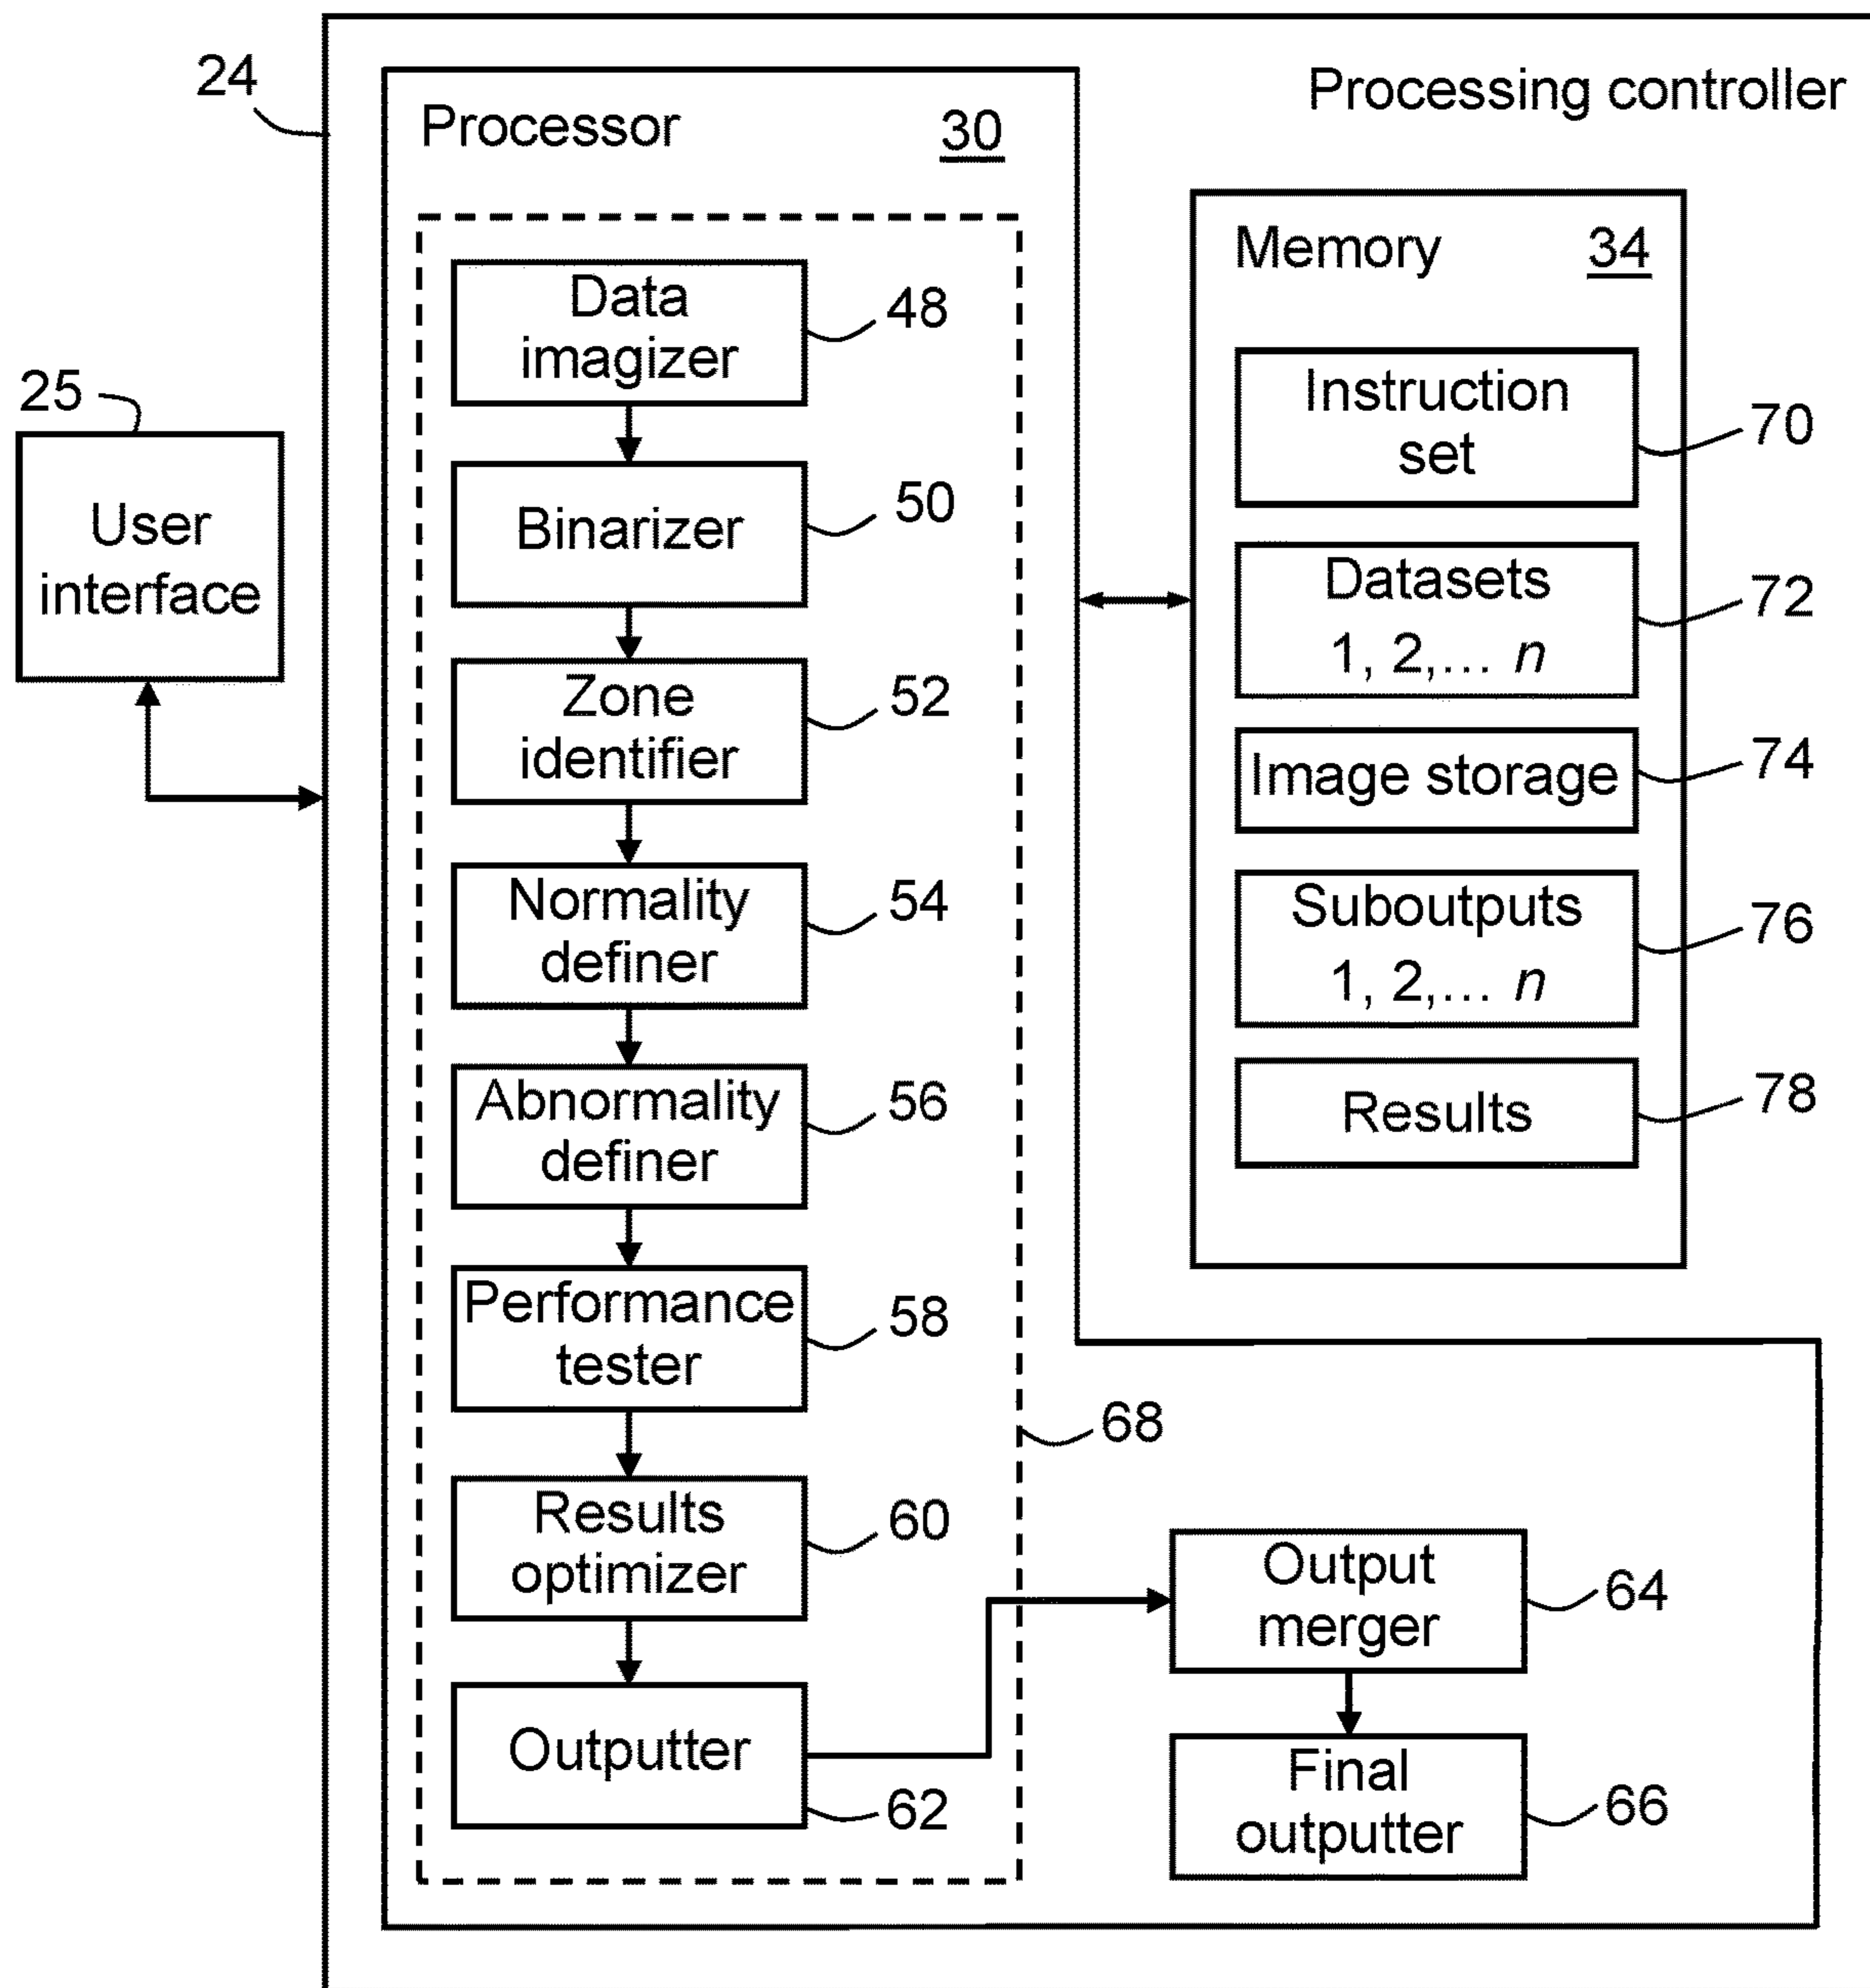 24
Processing controller
Processor
30
Memory
34
Data
imagizer
48
Binarizer
50
Zone
identifier
52
Normality
definer
54
Abnormality
definer
56
Performance
tester
58
Results
optimizer
60
Outputter
62
68
25
User
interface
Instruction
set
70
Datasets
1, 2,... n
72
Image storage
74
Suboutputs
1, 2,... n
76
Results
78
Output
merger
64
Final
outputter
66